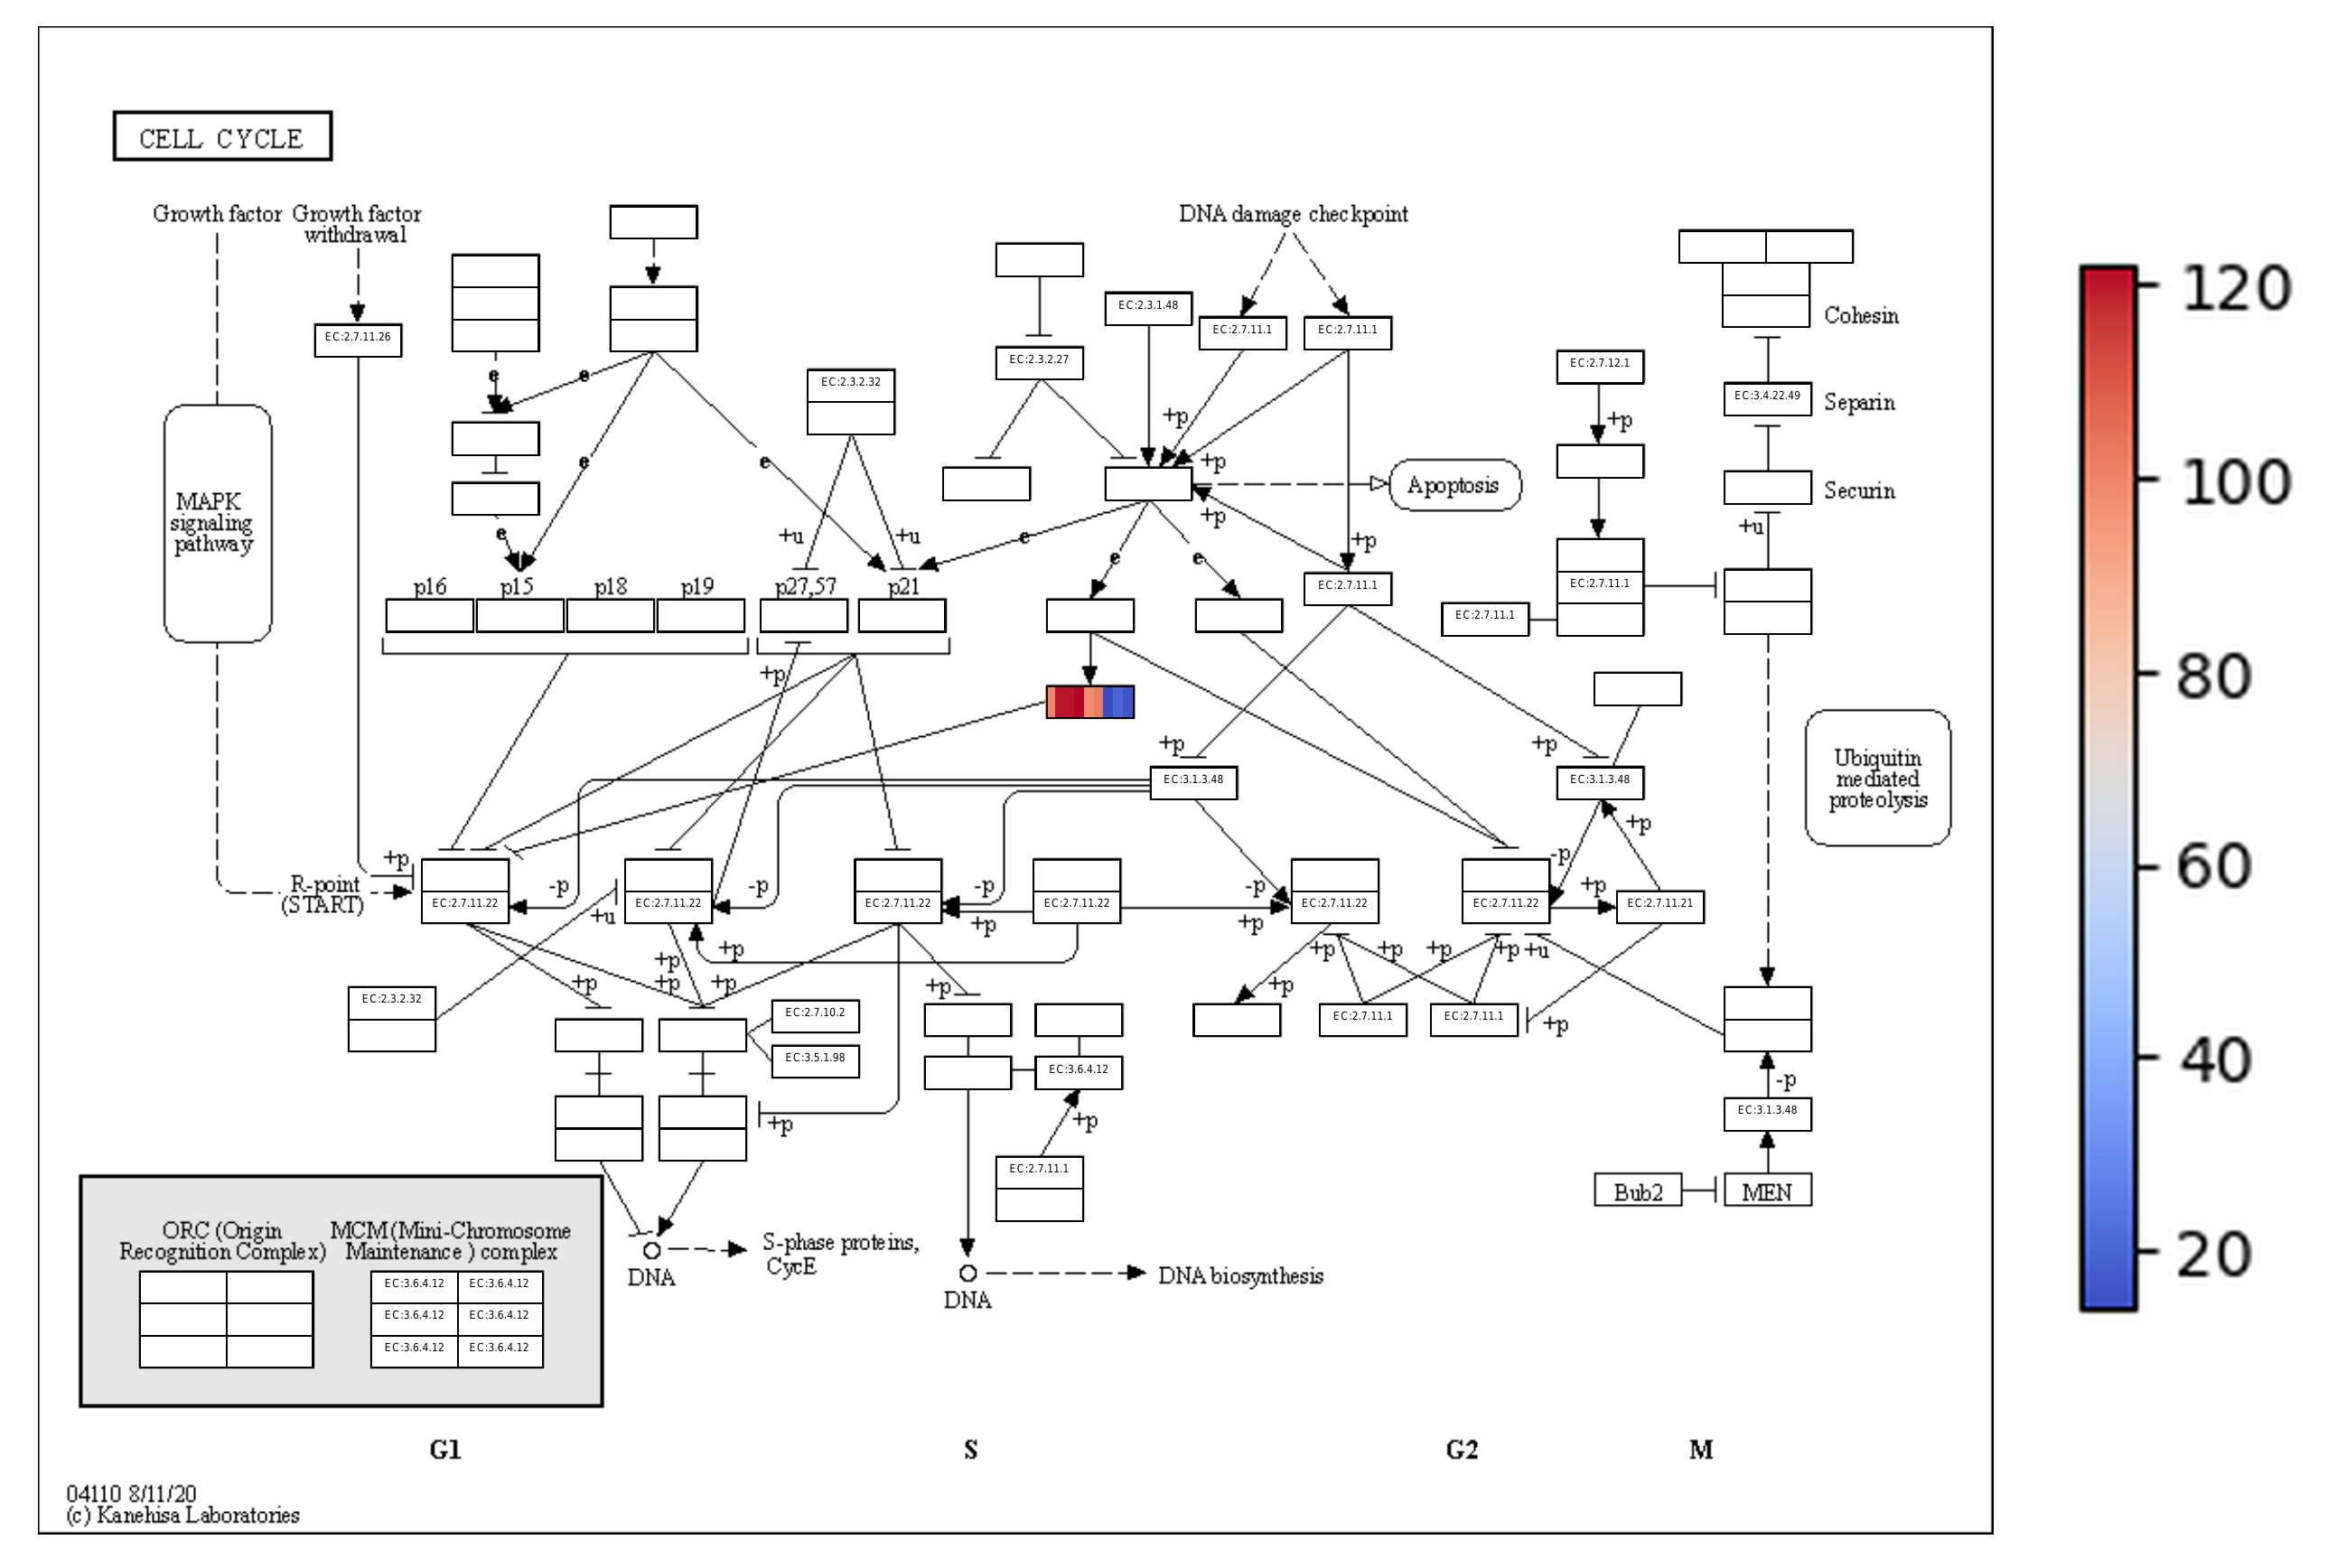 CELL CYCLE
Growth factor
Growth factor
withdrawal
DNA damage checkpoint
EC:2.3.1.48
EC:2.7.11.1
EC:2.7.11.1
Cohesin
EC:2.7.11.26
EC:2.3.2.27
EC:2.7.12.1
e
e
EC:2.3.2.32
EC:3.4.22.49
Separin
+p
+p
e
e
+p
MAPK
signaling
pathway
Apoptosis
Securin
+p
+u
e
+u
+u
e
+p
e
e
p16
p15
p18
p19
p27,57
p21
EC:2.7.11.1
EC:2.7.11.1
EC:2.7.11.1
+p
+p
+p
EC:3.1.3.48
EC:3.1.3.48
Ubiquitin
mediated
proteolysis
+p
+p
-p
R-point
(START)
-p
-p
-p
-p
+p
EC:2.7.11.22
EC:2.7.11.22
EC:2.7.11.22
EC:2.7.11.22
EC:2.7.11.22
EC:2.7.11.22
EC:2.7.11.21
+u
+p
+p
+p
+p
+p
+p
+p
+p
+u
+p
+p
+p
+p
+p
EC:2.3.2.32
EC:2.7.10.2
EC:2.7.11.1
EC:2.7.11.1
+p
EC:3.5.1.98
EC:3.6.4.12
-p
+p
+p
EC:3.1.3.48
EC:2.7.11.1
Bub2
MEN
ORC (Origin
Recognition Complex)
MCM (Mini-Chromosome
Maintenance ) complex
S-phase proteins,
CycE
DNA
DNA biosynthesis
DNA
EC:3.6.4.12
EC:3.6.4.12
EC:3.6.4.12
EC:3.6.4.12
EC:3.6.4.12
EC:3.6.4.12
G1
S
G2
M
04110 8/11/20
(c) Kanehisa Laboratories
120
100
80
60
40
20